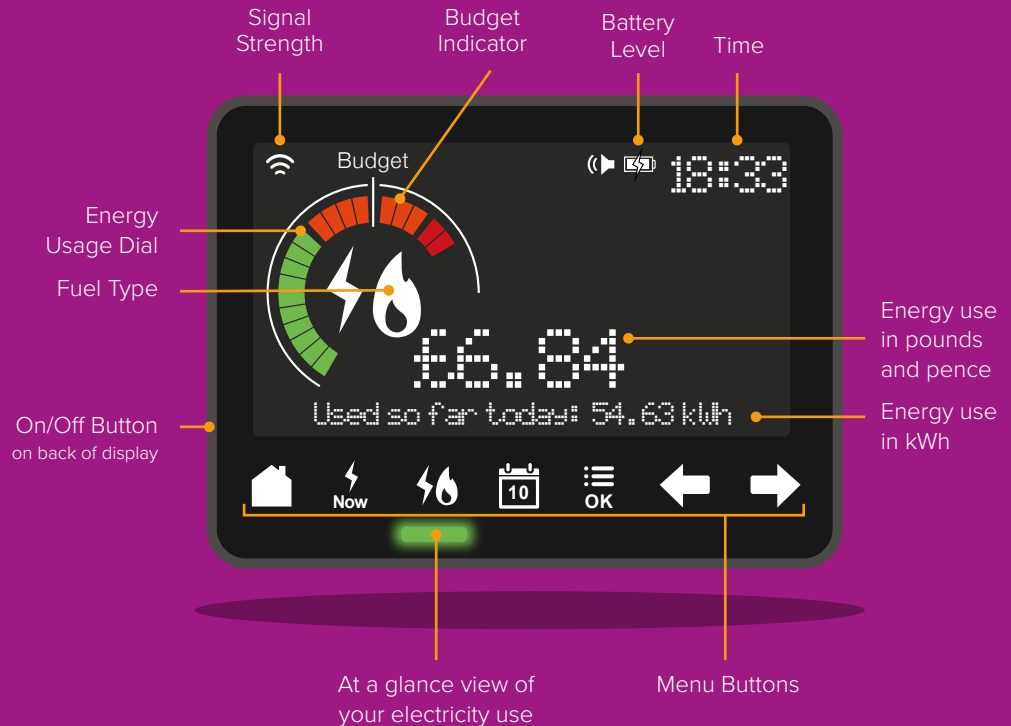 Signal
Strength
Budget
Indicator
Battery
Level
Time
Budget
18:33
Energy
Usage Dial
Fuel Type
£6.84
Used so far today: 54.63 kWh
Energy use
in pounds
and pence
Energy use
in kWh
On/Off Button
on back of display
Now
10
OK
At a glance view of
your electricity use
Menu Buttons